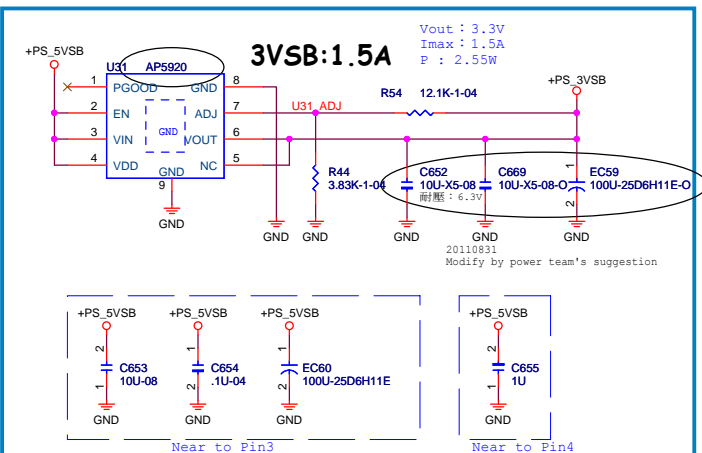 Vout：3.3V
Imax：1.5A
P : 2.55W
3VSB:1.5A
+PS_5VSB
U31 AP5920
1 PGOOD GND 8
2 EN ADJ 7
3 VIN VOUT 6
4 VDD NC 5
GND
GND
9
GND
U31_ADJ
R54 12.1K-1-04
+PS_3VSB
R44
3.83K-1-04
C652
10U-X5-08
耐壓：6.3V
C669
10U-X5-08-O
1
EC59
100U-25D6H11E-O
2
GND GND GND GND GND
20110831
Modify by power team's suggestion
+PS_5VSB +PS_5VSB +PS_5VSB +PS_5VSB
2
C653
10U-08
1
GND
1
C654
.1U-04
2
GND
1
EC60
100U-25D6H11E
2
GND
2
C655
1U
1
GND
Near to Pin3 Near to Pin4